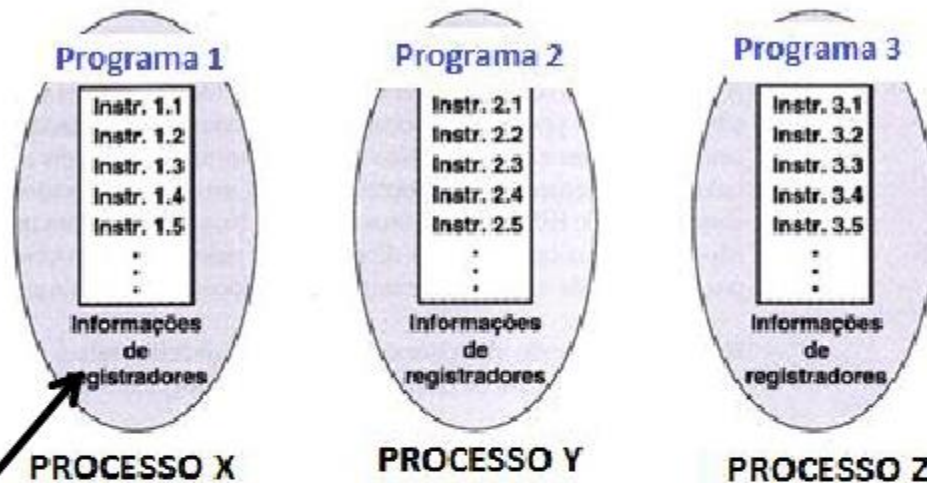 Programa 1
Instr. 1.1
Instr. 1.2
Instr. 1.3
Instr. 1.4
Instr. 1.5
Informações
de
registradores
PROCESSO X
Programa 2
Instr. 2.1
Instr. 2.2
Instr. 2.3
Instr. 2.4
Instr. 2.5
Informações
de
registradores
PROCESSO Y
Programa 3
Instr. 3.1
Instr. 3.2
Instr. 3.3
Instr. 3.4
Instr. 3.5
Informações
de
registradores
PROCESSO Z